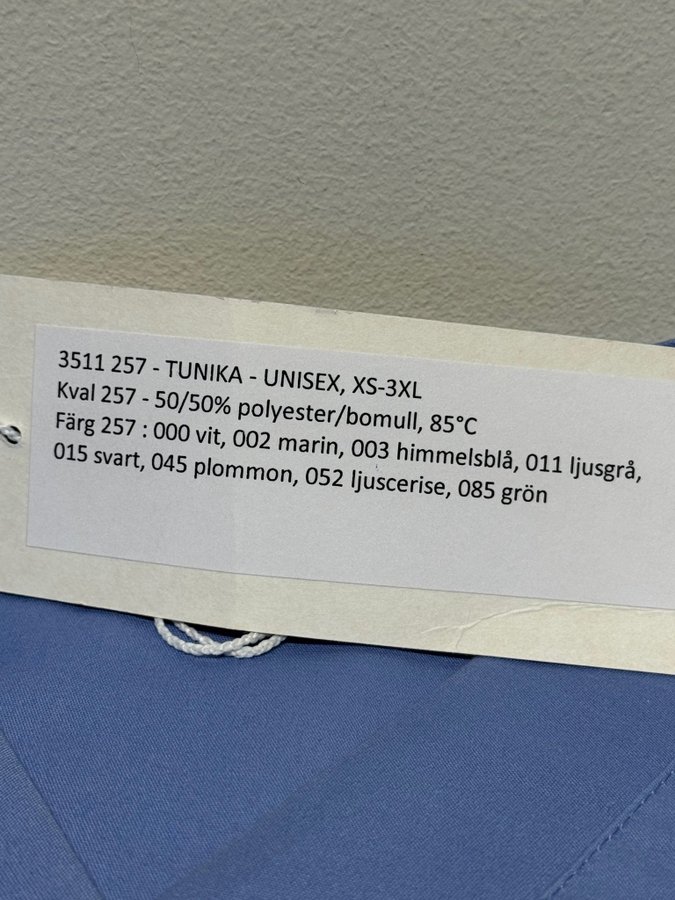 3511 257 - TUNIKA - UNISEX, XS-3XL
Kval 257 - 50/50% polyester/bomull, 85°C
Färg 257 : 000 vit, 002 marin, 003 himmelsblå, 011 ljusgrå,
015 svart, 045 plommon, 052 ljuscerise, 085 grön